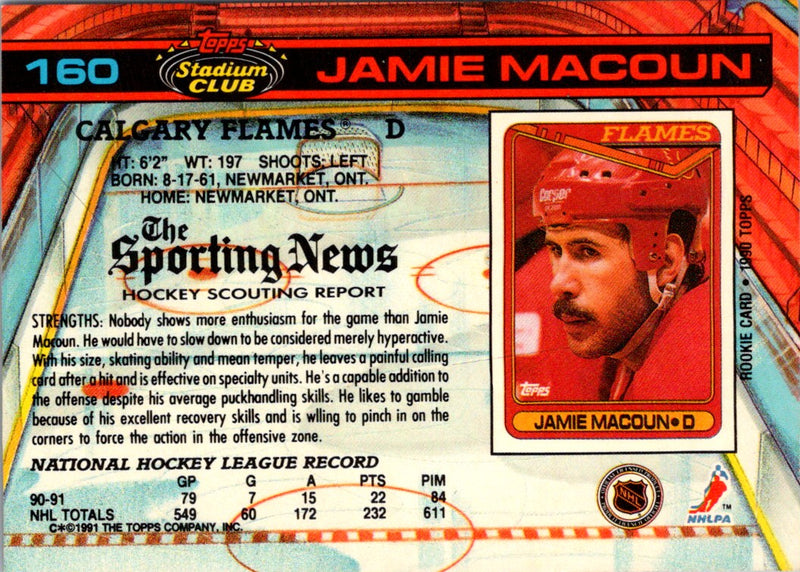 160
Topps
Stadium
CLUB
JAMIE MACOUN
CALGARY FLAMES® D
HT: 6'2" WT: 197 SHOOTS: LEFT
BORN: 8-17-61, NEWMARKET, ONT.
HOME: NEWMARKET, ONT.
The
Sporting News
HOCKEY SCOUTING REPORT
STRENGTHS: Nobody shows more enthusiasm for the game than Jamie
Macoun. He would have to slow down to be considered merely hyperactive.
With his size, skating ability and mean temper, he leaves a painful calling
card after a hit and is effective on specialty units. He's a capable addition to
the offense despite his average puckhandling skills. He likes to gamble
because of his excellent recovery skills and is wlling to pinch in on the
corners to force the action in the offensive zone.
FLAMES
Cooper
Topps
JAMIE MACOUN • D
ROOKIE CARD • 1990 TOPPS
NATIONAL HOCKEY LEAGUE RECORD
GP G A PTS PIM
90-91 79 7 15 22 84
NHL TOTALS 549 60 172 232 611
C*©1991 THE TOPPS COMPANY, INC.
NHL
NHLPA
TM